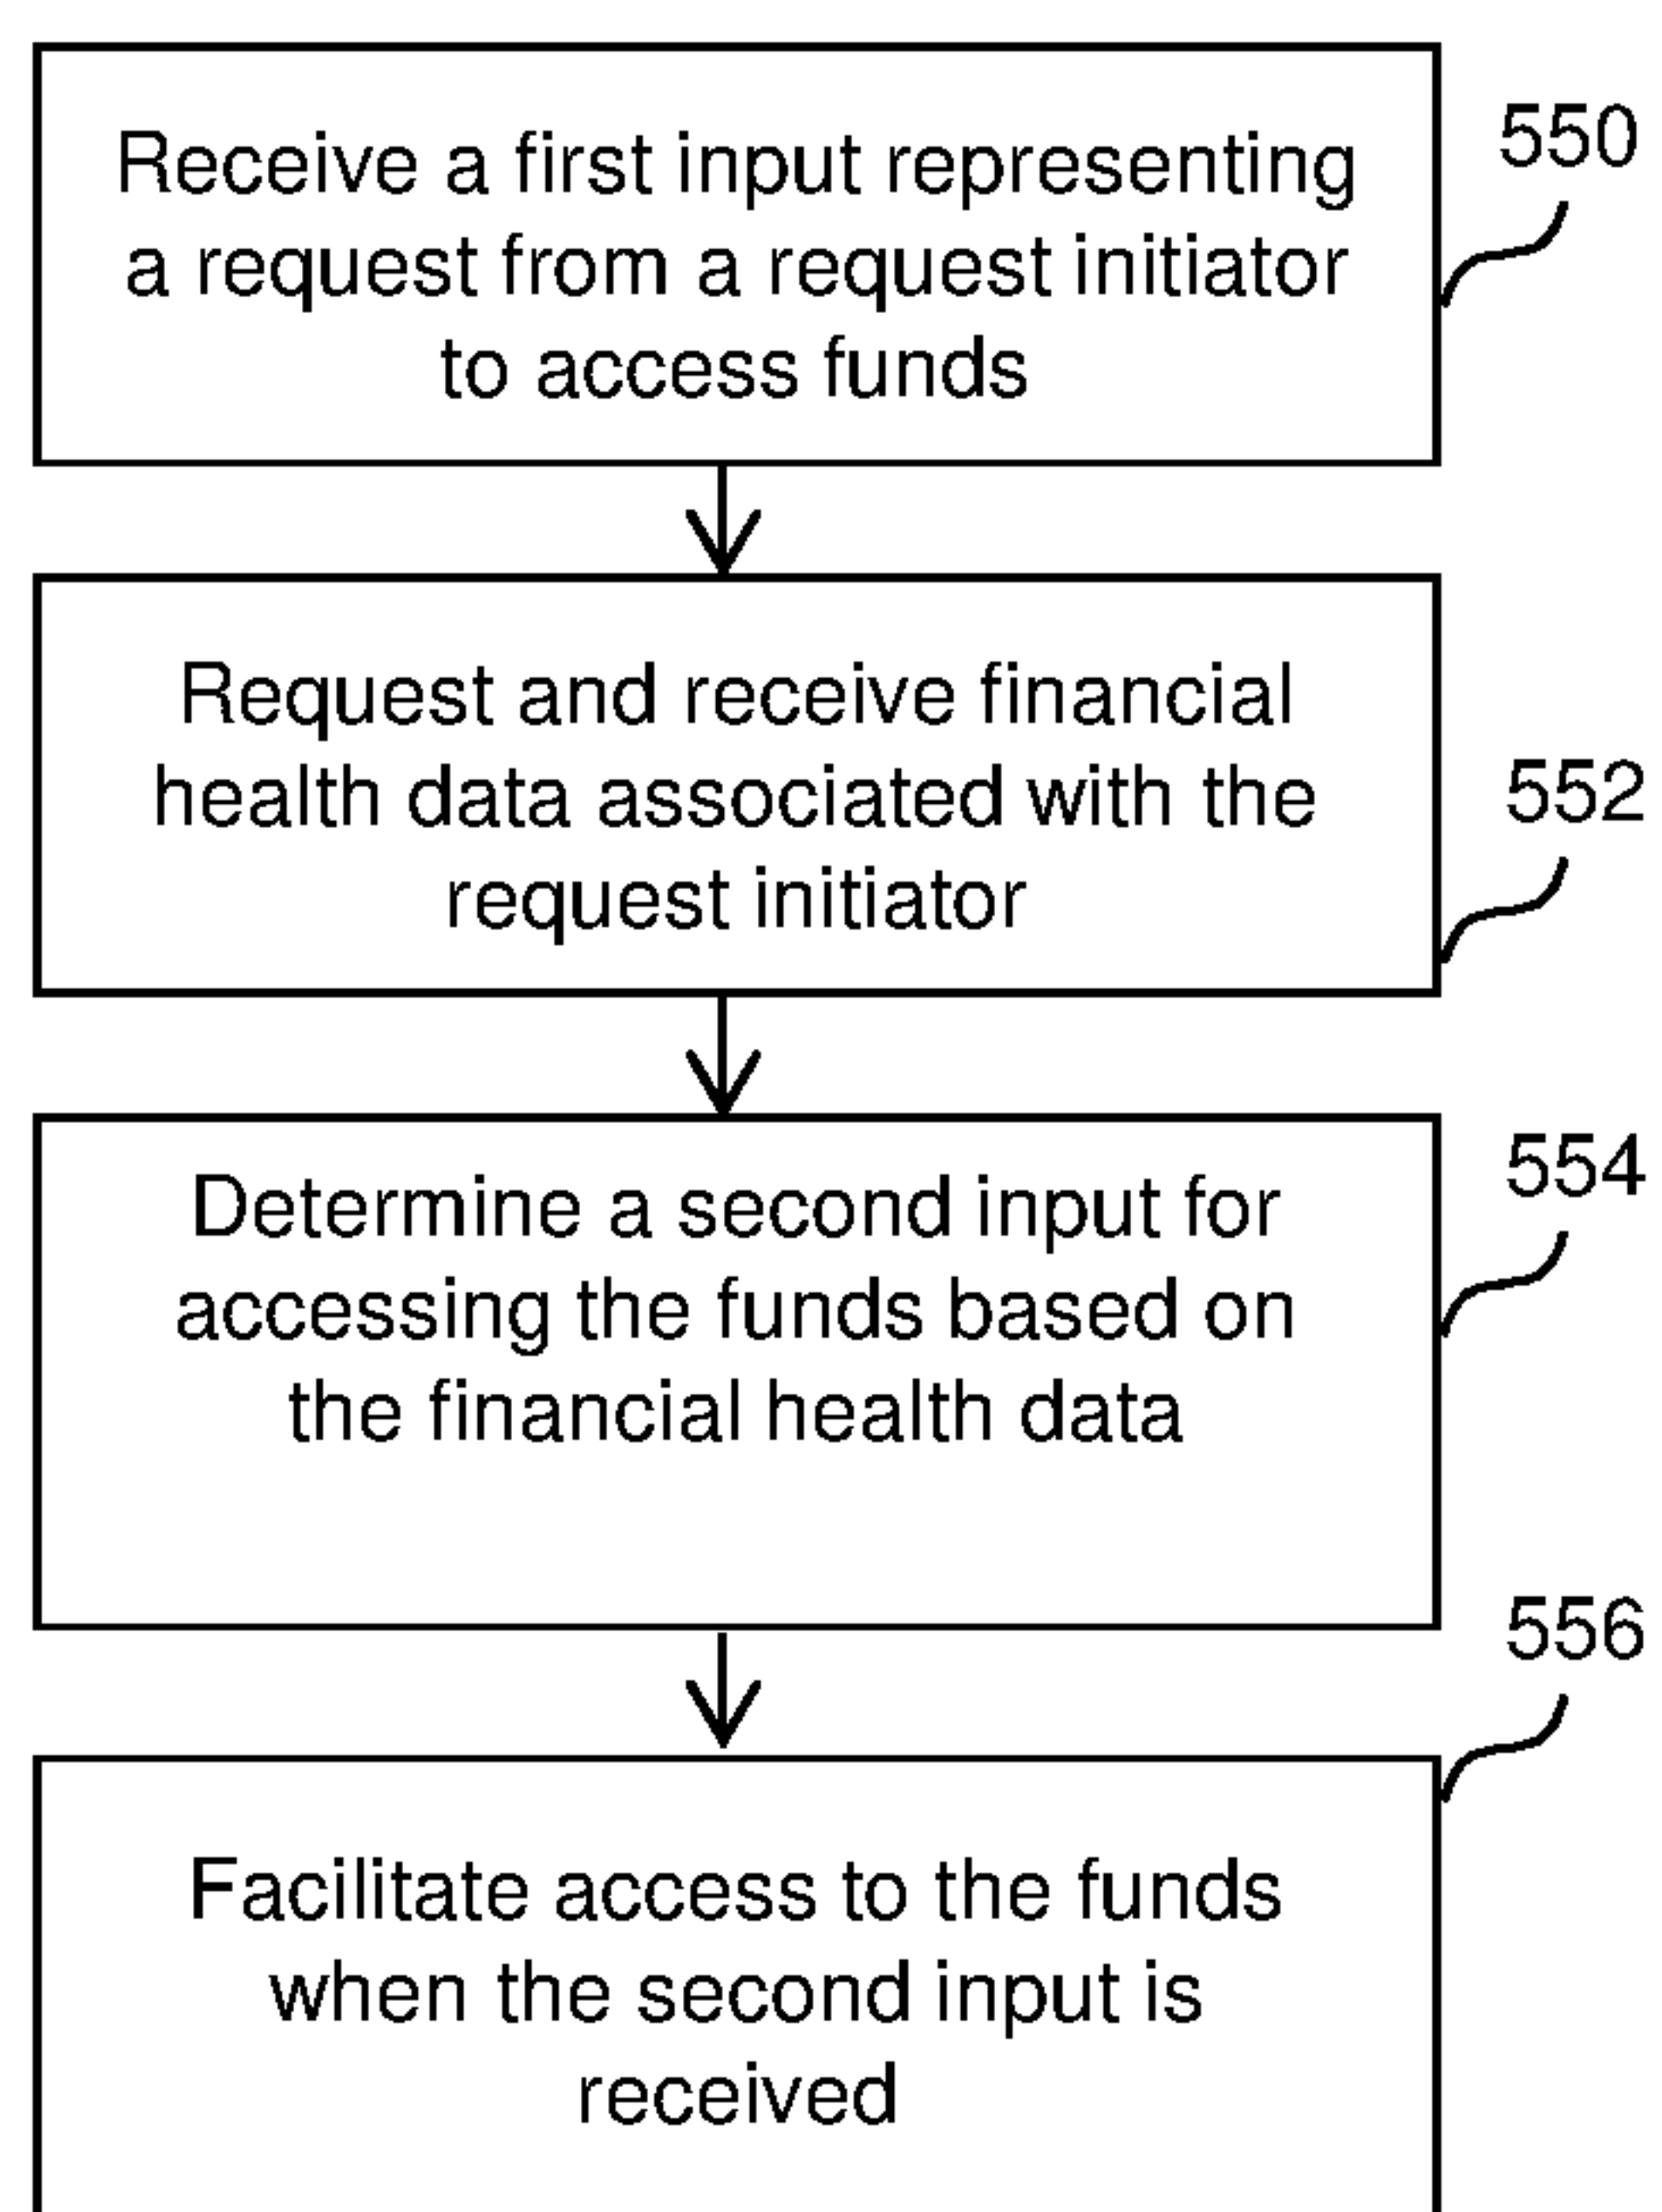 Receive a first input representing
a request from a request initiator
to access funds
550
Request and receive financial
health data associated with the
request initiator
552
Determine a second input for
accessing the funds based on
the financial health data
554
Facilitate access to the funds
when the second input is
received
556